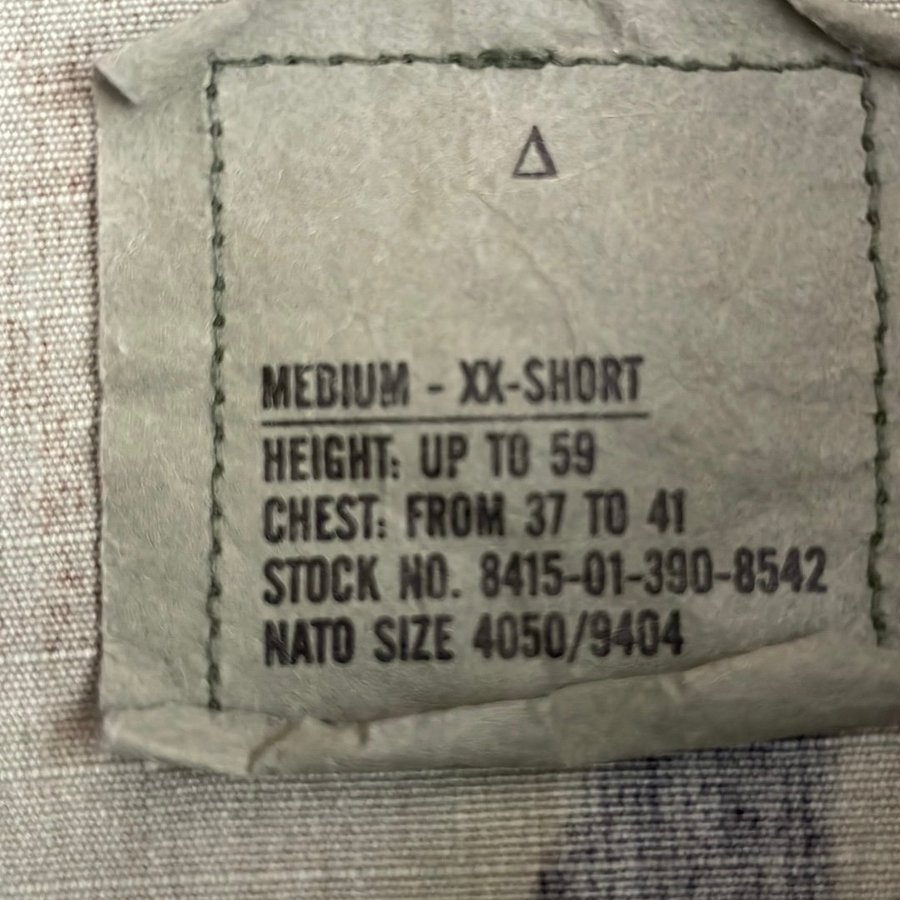 Δ
MEDIUM - XX-SHORT
HEIGHT: UP TO 59
CHEST: FROM 37 TO 41
STOCK NO. 8415-01-390-8542
NATO SIZE 4050/9404